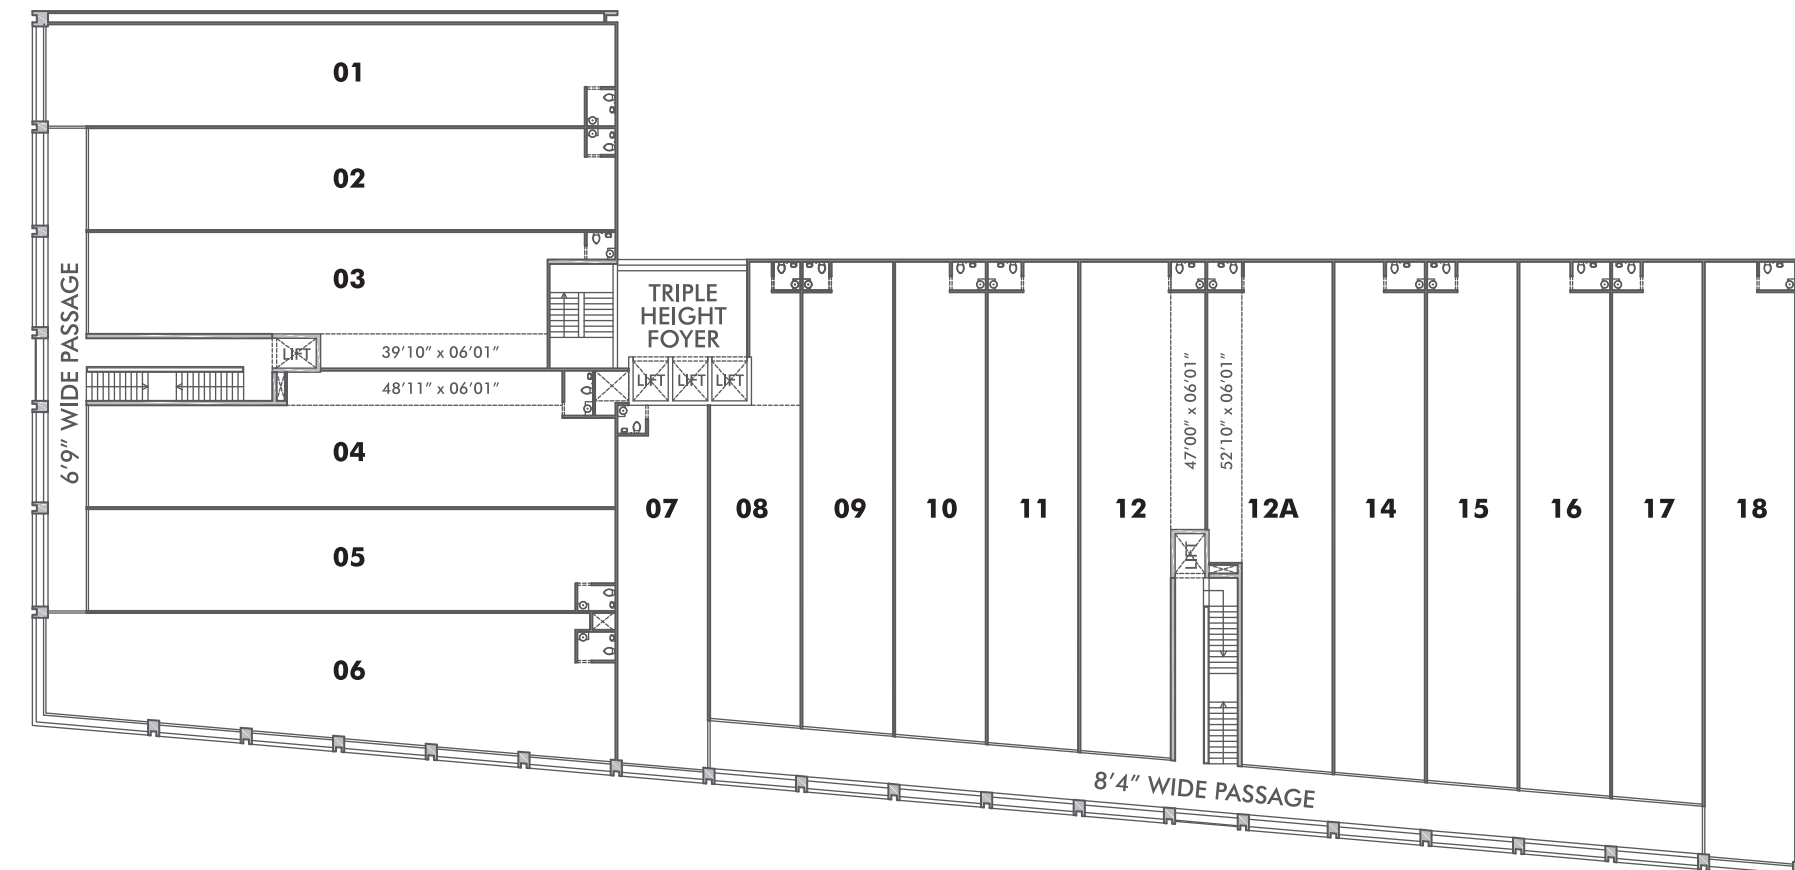 01
02
03
6’9” WIDE PASSAGE
TRIPLE
HEIGHT
FOYER
LIFT
39’10” x 06’01”
48’11” x 06’01”
LIFT
LIFT
LIFT
04
05
06
07
08
09
10
11
12
47’00” x 06’01”
52’10” x 06’01”
LIFT
12A
14
15
16
17
18
8’4” WIDE PASSAGE